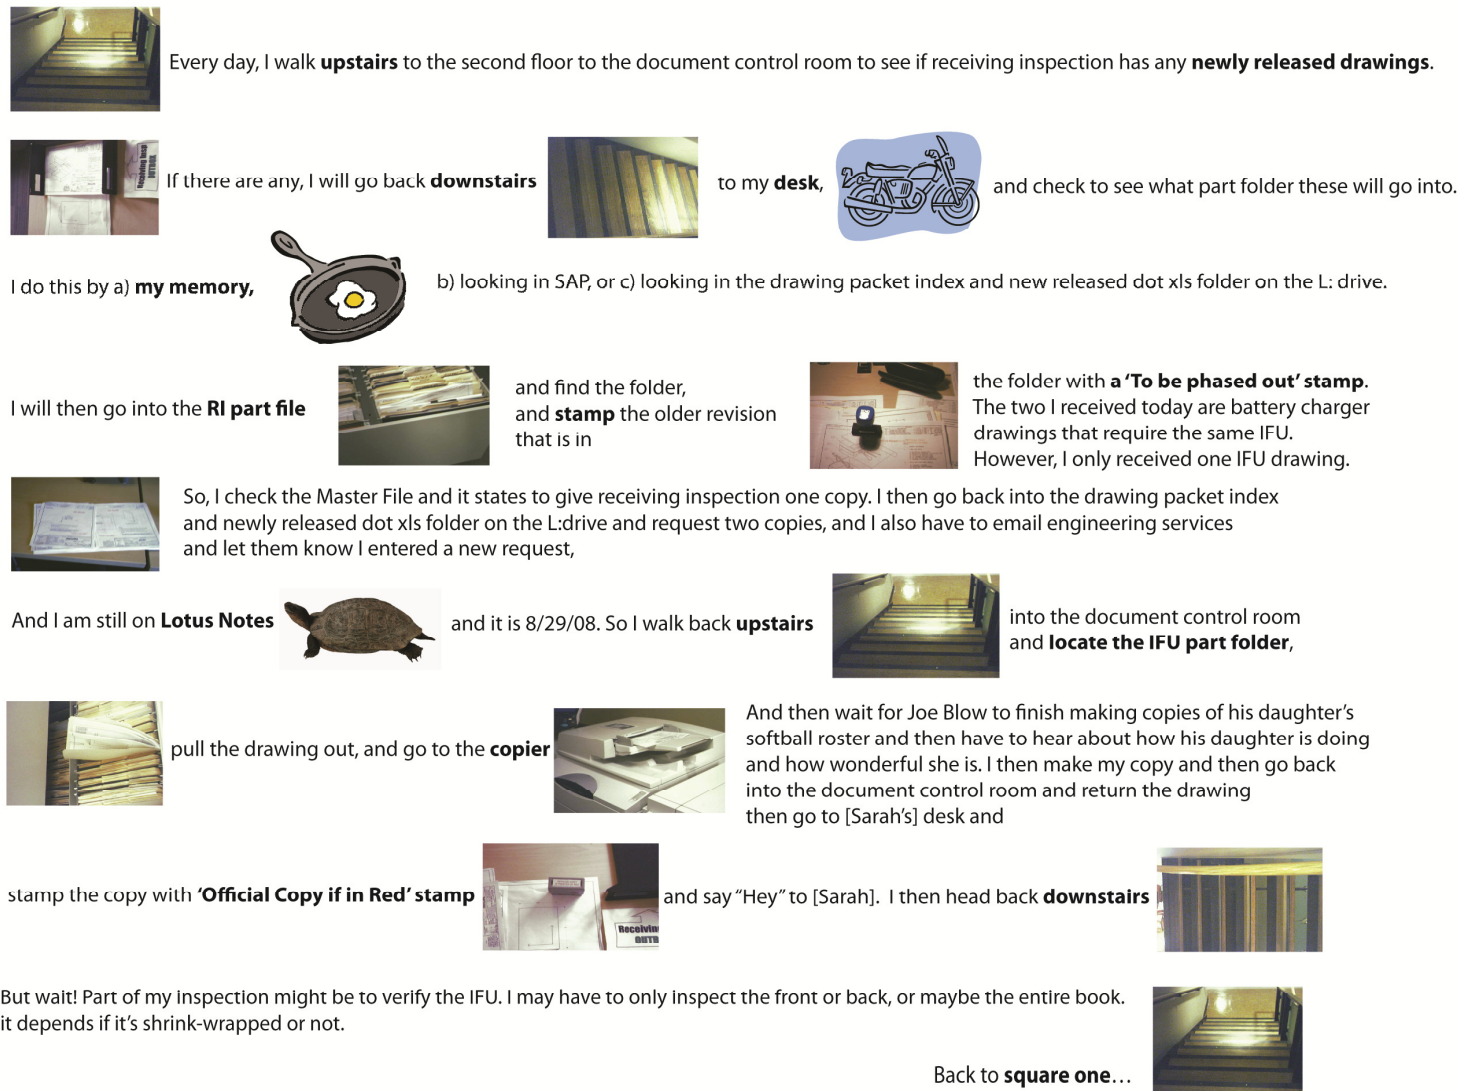 Every day, I walk upstairs to the second floor to the document control room to see if receiving inspection has any newly released drawings.
Receiving Insp
OUTBOX
If there are any, I will go back downstairs to my desk, and check to see what part folder these will go into.
I do this by a) my memory, b) looking in SAP, or c) looking in the drawing packet index and new released dot xls folder on the L: drive.
I will then go into the RI part file
and find the folder,
and stamp the older revision
that is in
the folder with a ‘To be phased out’ stamp.
The two I received today are battery charger
drawings that require the same IFU.
However, I only received one IFU drawing.
So, I check the Master File and it states to give receiving inspection one copy. I then go back into the drawing packet index
and newly released dot xls folder on the L:drive and request two copies, and I also have to email engineering services
and let them know I entered a new request,
And I am still on Lotus Notes and it is 8/29/08. So I walk back upstairs
into the document control room
and locate the IFU part folder,
pull the drawing out, and go to the copier
And then wait for Joe Blow to finish making copies of his daughter’s
softball roster and then have to hear about how his daughter is doing
and how wonderful she is. I then make my copy and then go back
into the document control room and return the drawing
then go to [Sarah’s] desk and
stamp the copy with ‘Official Copy if in Red’ stamp and say “Hey” to [Sarah]. I then head back downstairs
Receivin
OUTB
But wait! Part of my inspection might be to verify the IFU. I may have to only inspect the front or back, or maybe the entire book.
it depends if it’s shrink-wrapped or not.
Back to square one…